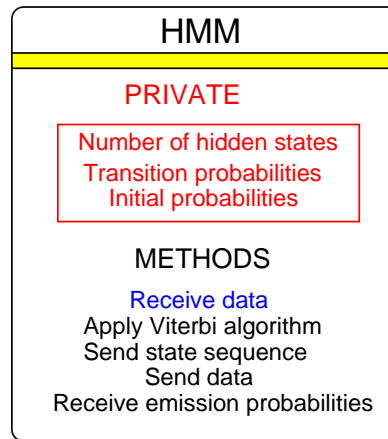 HMM
PRIVATE
Number of hidden states
Transition probabilities
Initial probabilities
METHODS
Receive data
Apply Viterbi algorithm
Send state sequence
Send data
Receive emission probabilities